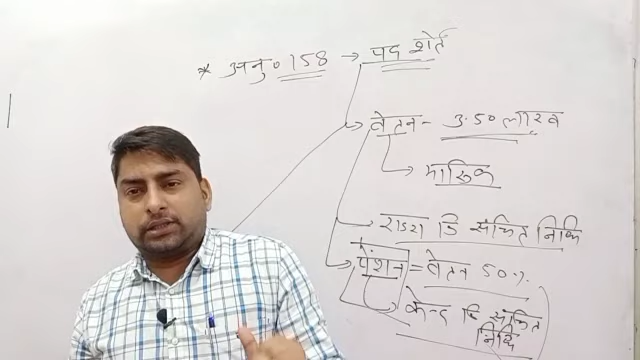 * अनु० 158 → पद शर्त
वेतन - 3.50 लाख
मासिक
राज्य कि संचित निधि
पेंशन = वेतन 50%
केन्द्र कि संचित
निधि